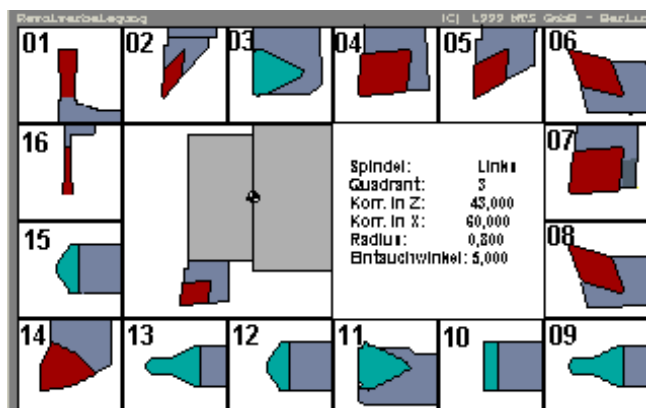 Revolverbelegung (C) 1999 MTS GmbH - Berlin
01 02 03 04 05 06
16 07
Spindel: Links
Quadrant: 3
Korr. in Z: 43,000
Korr. in X: 60,000
Radius: 0,800
Eintauchwinkel: 5,000
15 08
14 13 12 11 10 09